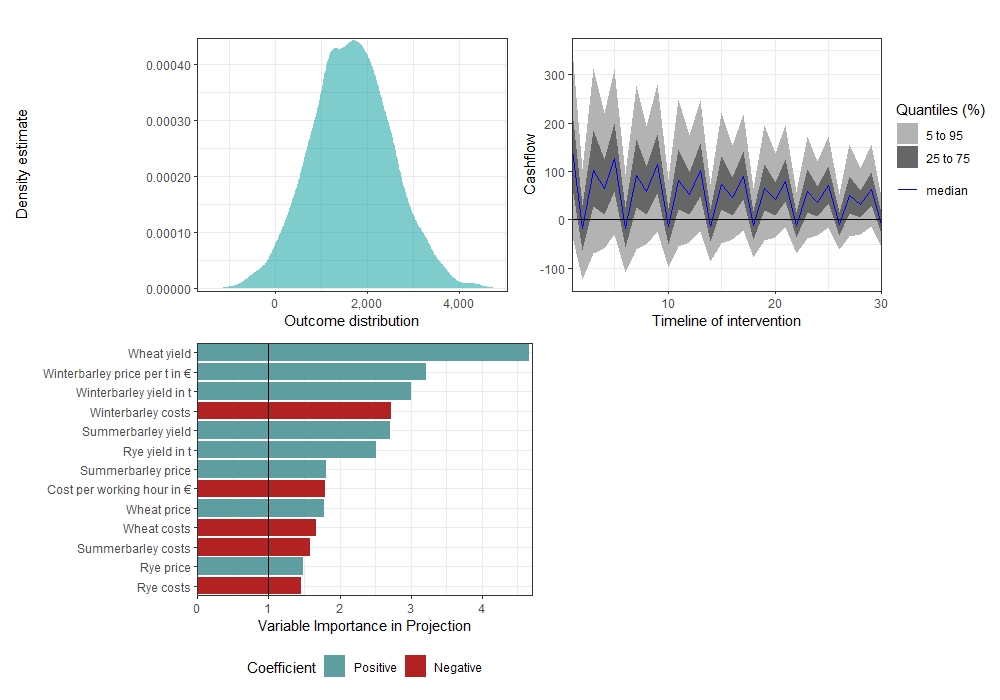 Density estimate
0.00040
0.00030
0.00020
0.00010
0.00000
0
2,000
4,000
Outcome distribution
Cashflow
300
200
100
0
-100
10
20
30
Timeline of intervention
Quantiles (%)
5 to 95
25 to 75
median
Wheat yield
Winterbarley price per t in €
Winterbarley yield in t
Winterbarley costs
Summerbarley yield
Rye yield in t
Summerbarley price
Cost per working hour in €
Wheat price
Wheat costs
Summerbarley costs
Rye price
Rye costs
0
1
2
3
4
Variable Importance in Projection
Coefficient
Positive
Negative